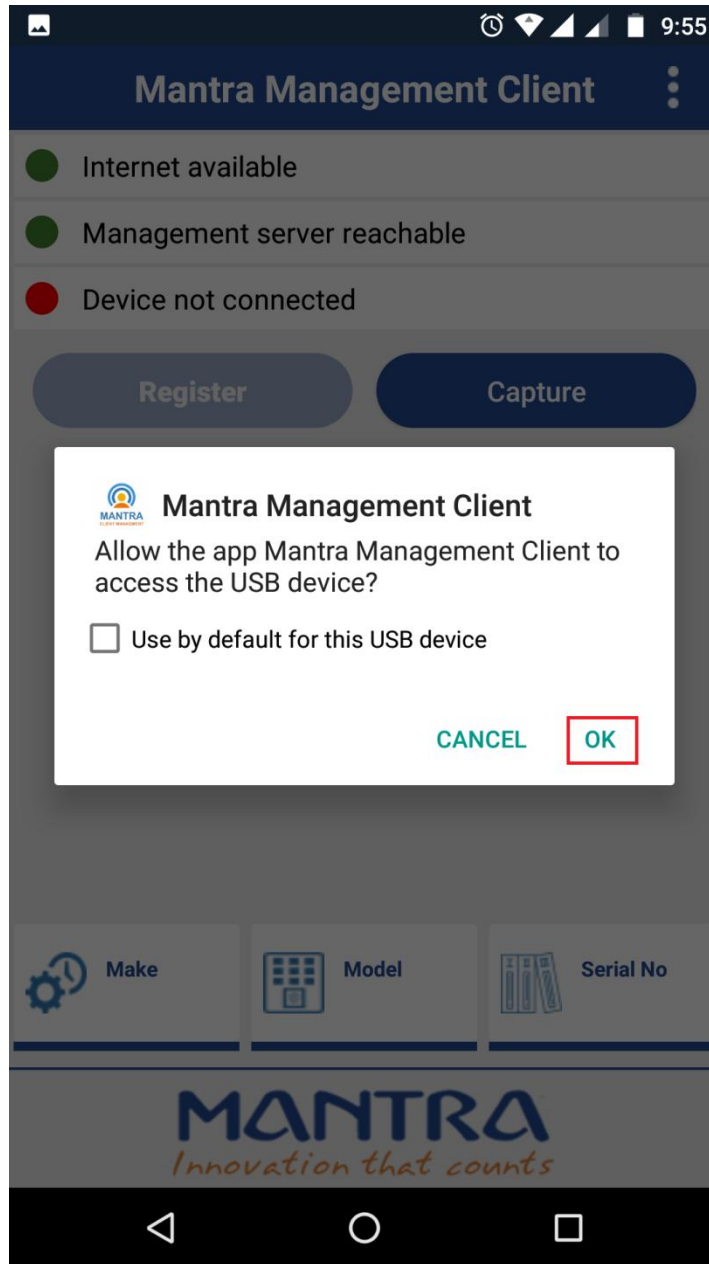 9:55
Mantra Management Client
Internet available
Management server reachable
Device not connected
Register Capture
MANTRA
Mantra Management Client
Allow the app Mantra Management Client to
access the USB device?
Use by default for this USB device
CANCEL OK
Make Model Serial No
MANTRA
Innovation that counts